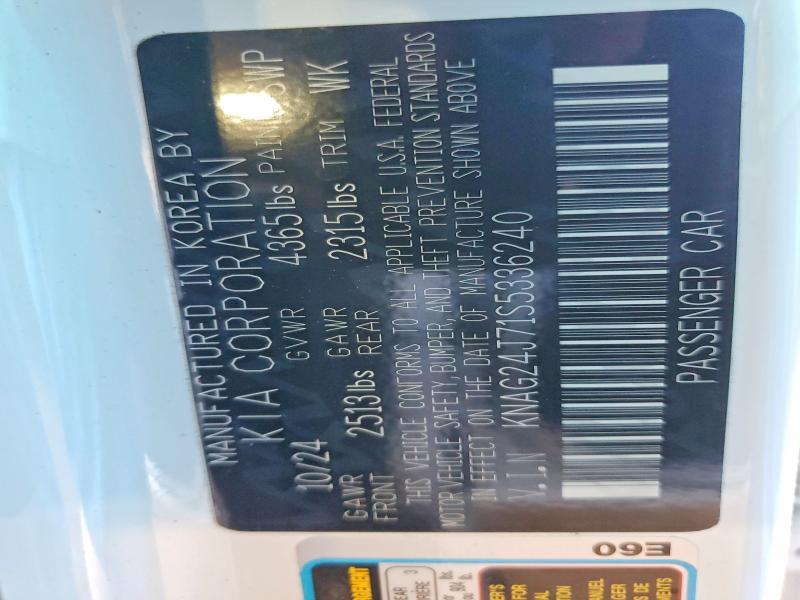 MANUFACTURED IN KOREA BY
KIA CORPORATION
10/24 GVWR 4365lbs PAINT SWP
GAWR FRONT 2513lbs GAWR REAR 2315lbs TRIM WK
THIS VEHICLE CONFORMS TO ALL APPLICABLE U.S.A. FEDERAL
MOTOR VEHICLE SAFETY, BUMPER, AND THEFT PREVENTION STANDARDS
IN EFFECT ON THE DATE OF MANUFACTURE SHOWN ABOVE
V.I.N KNAG24J71S5336240
PASSENGER CAR
E60